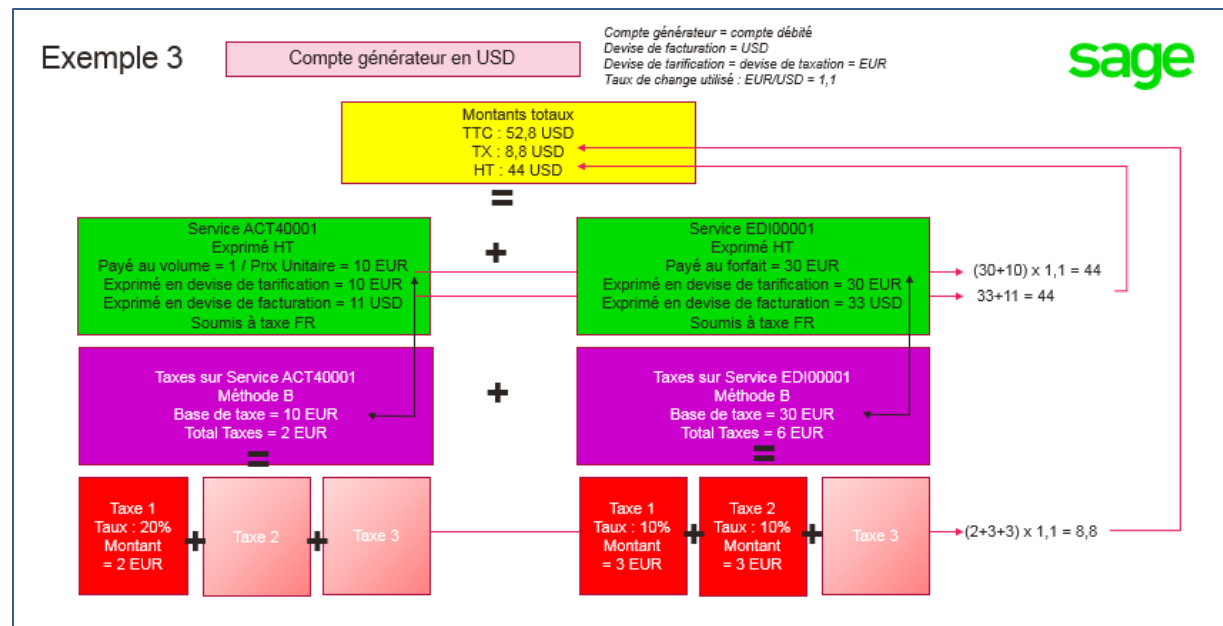 Exemple 3
Compte générateur en USD
Compte générateur = compte débité
Devise de facturation = USD
Devise de tarification = devise de taxation = EUR
Taux de change utilisé : EUR/USD = 1,1
sage
Montants totaux
TTC : 52,8 USD
TX : 8,8 USD
HT : 44 USD
=
Service ACT40001
Exprimé HT
Payé au volume = 1 / Prix Unitaire = 10 EUR
Exprimé en devise de tarification = 10 EUR
Exprimé en devise de facturation = 11 USD
Soumis à taxe FR
+
Service EDI00001
Exprimé HT
Payé au forfait = 30 EUR
Exprimé en devise de tarification = 30 EUR
Exprimé en devise de facturation = 33 USD
Soumis à taxe FR
(30+10) x 1,1 = 44
33+11 = 44
Taxes sur Service ACT40001
Méthode B
Base de taxe = 10 EUR
Total Taxes = 2 EUR
=
+
Taxes sur Service EDI00001
Méthode B
Base de taxe = 30 EUR
Total Taxes = 6 EUR
=
Taxe 1
Taux : 20%
Montant
= 2 EUR
+
Taxe 2
+
Taxe 3
Taxe 1
Taux : 10%
Montant
= 3 EUR
+
Taxe 2
Taux : 10%
Montant
= 3 EUR
+
Taxe 3
(2+3+3) x 1,1 = 8,8